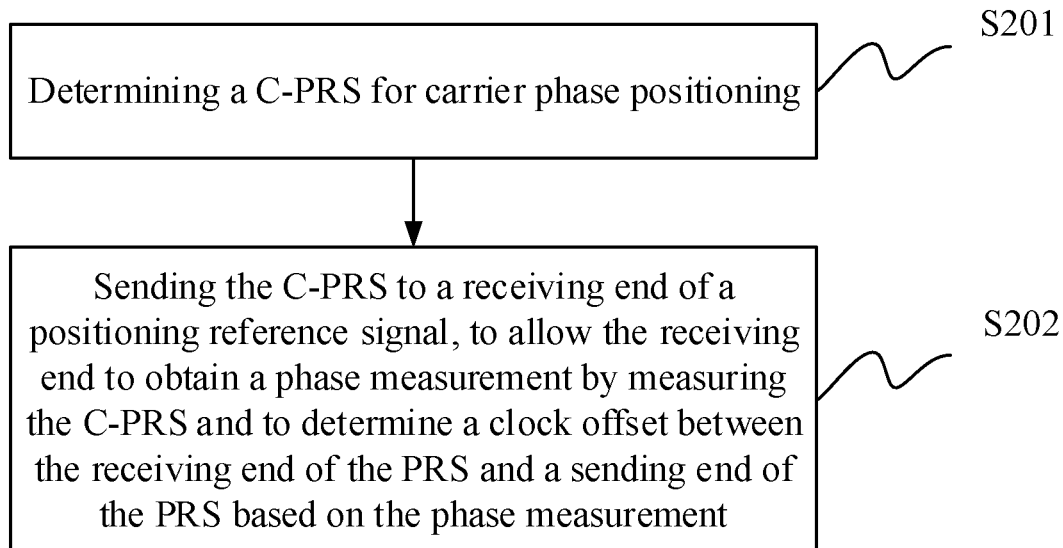 S201
Determining a C-PRS for carrier phase positioning
Sending the C-PRS to a receiving end of a
positioning reference signal, to allow the receiving
end to obtain a phase measurement by measuring
the C-PRS and to determine a clock offset between
the receiving end of the PRS and a sending end of
the PRS based on the phase measurement
S202